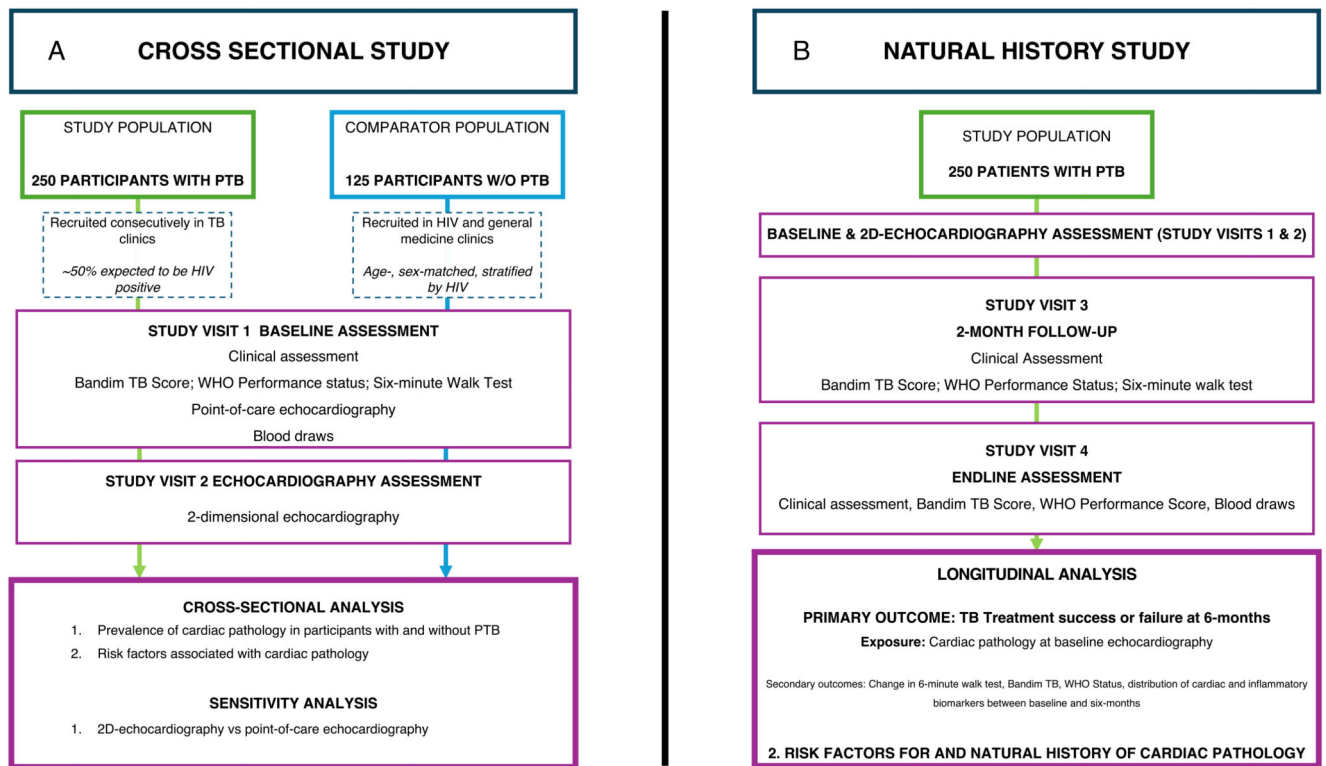 A
CROSS SECTIONAL STUDY
STUDY POPULATION
250 PARTICIPANTS WITH PTB
COMPARATOR POPULATION
125 PARTICIPANTS W/O PTB
Recruited consecutively in TB
clinics
~50% expected to be HIV
positive
Recruited in HIV and general
medicine clinics
Age-, sex-matched, stratified
by HIV
STUDY VISIT 1 BASELINE ASSESSMENT
Clinical assessment
Bandim TB Score; WHO Performance status; Six-minute Walk Test
Point-of-care echocardiography
Blood draws
STUDY VISIT 2 ECHOCARDIOGRAPHY ASSESSMENT
2-dimensional echocardiography
CROSS-SECTIONAL ANALYSIS
1. Prevalence of cardiac pathology in participants with and without PTB
2. Risk factors associated with cardiac pathology
SENSITIVITY ANALYSIS
1. 2D-echocardiography vs point-of-care echocardiography
B
NATURAL HISTORY STUDY
STUDY POPULATION
250 PATIENTS WITH PTB
BASELINE & 2D-ECHOCARDIOGRAPHY ASSESSMENT (STUDY VISITS 1 & 2)
STUDY VISIT 3
2-MONTH FOLLOW-UP
Clinical Assessment
Bandim TB Score; WHO Performance Status; Six-minute walk test
STUDY VISIT 4
ENDLINE ASSESSMENT
Clinical assessment, Bandim TB Score, WHO Performance Score, Blood draws
LONGITUDINAL ANALYSIS
PRIMARY OUTCOME: TB Treatment success or failure at 6-months
Exposure: Cardiac pathology at baseline echocardiography
Secondary outcomes: Change in 6-minute walk test, Bandim TB, WHO Status, distribution of cardiac and inflammatory
biomarkers between baseline and six-months
2. RISK FACTORS FOR AND NATURAL HISTORY OF CARDIAC PATHOLOGY